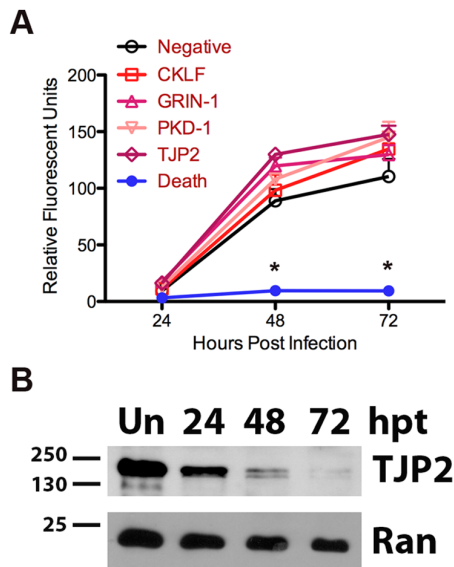 A
Negative
CKLF
GRIN-1
PKD-1
TJP2
Death
Relative Fluorescent Units
200
150
100
50
0
*
*
24
48
72
Hours Post Infection
B
Un 24 48 72 hpt
250
130
TJP2
25
Ran